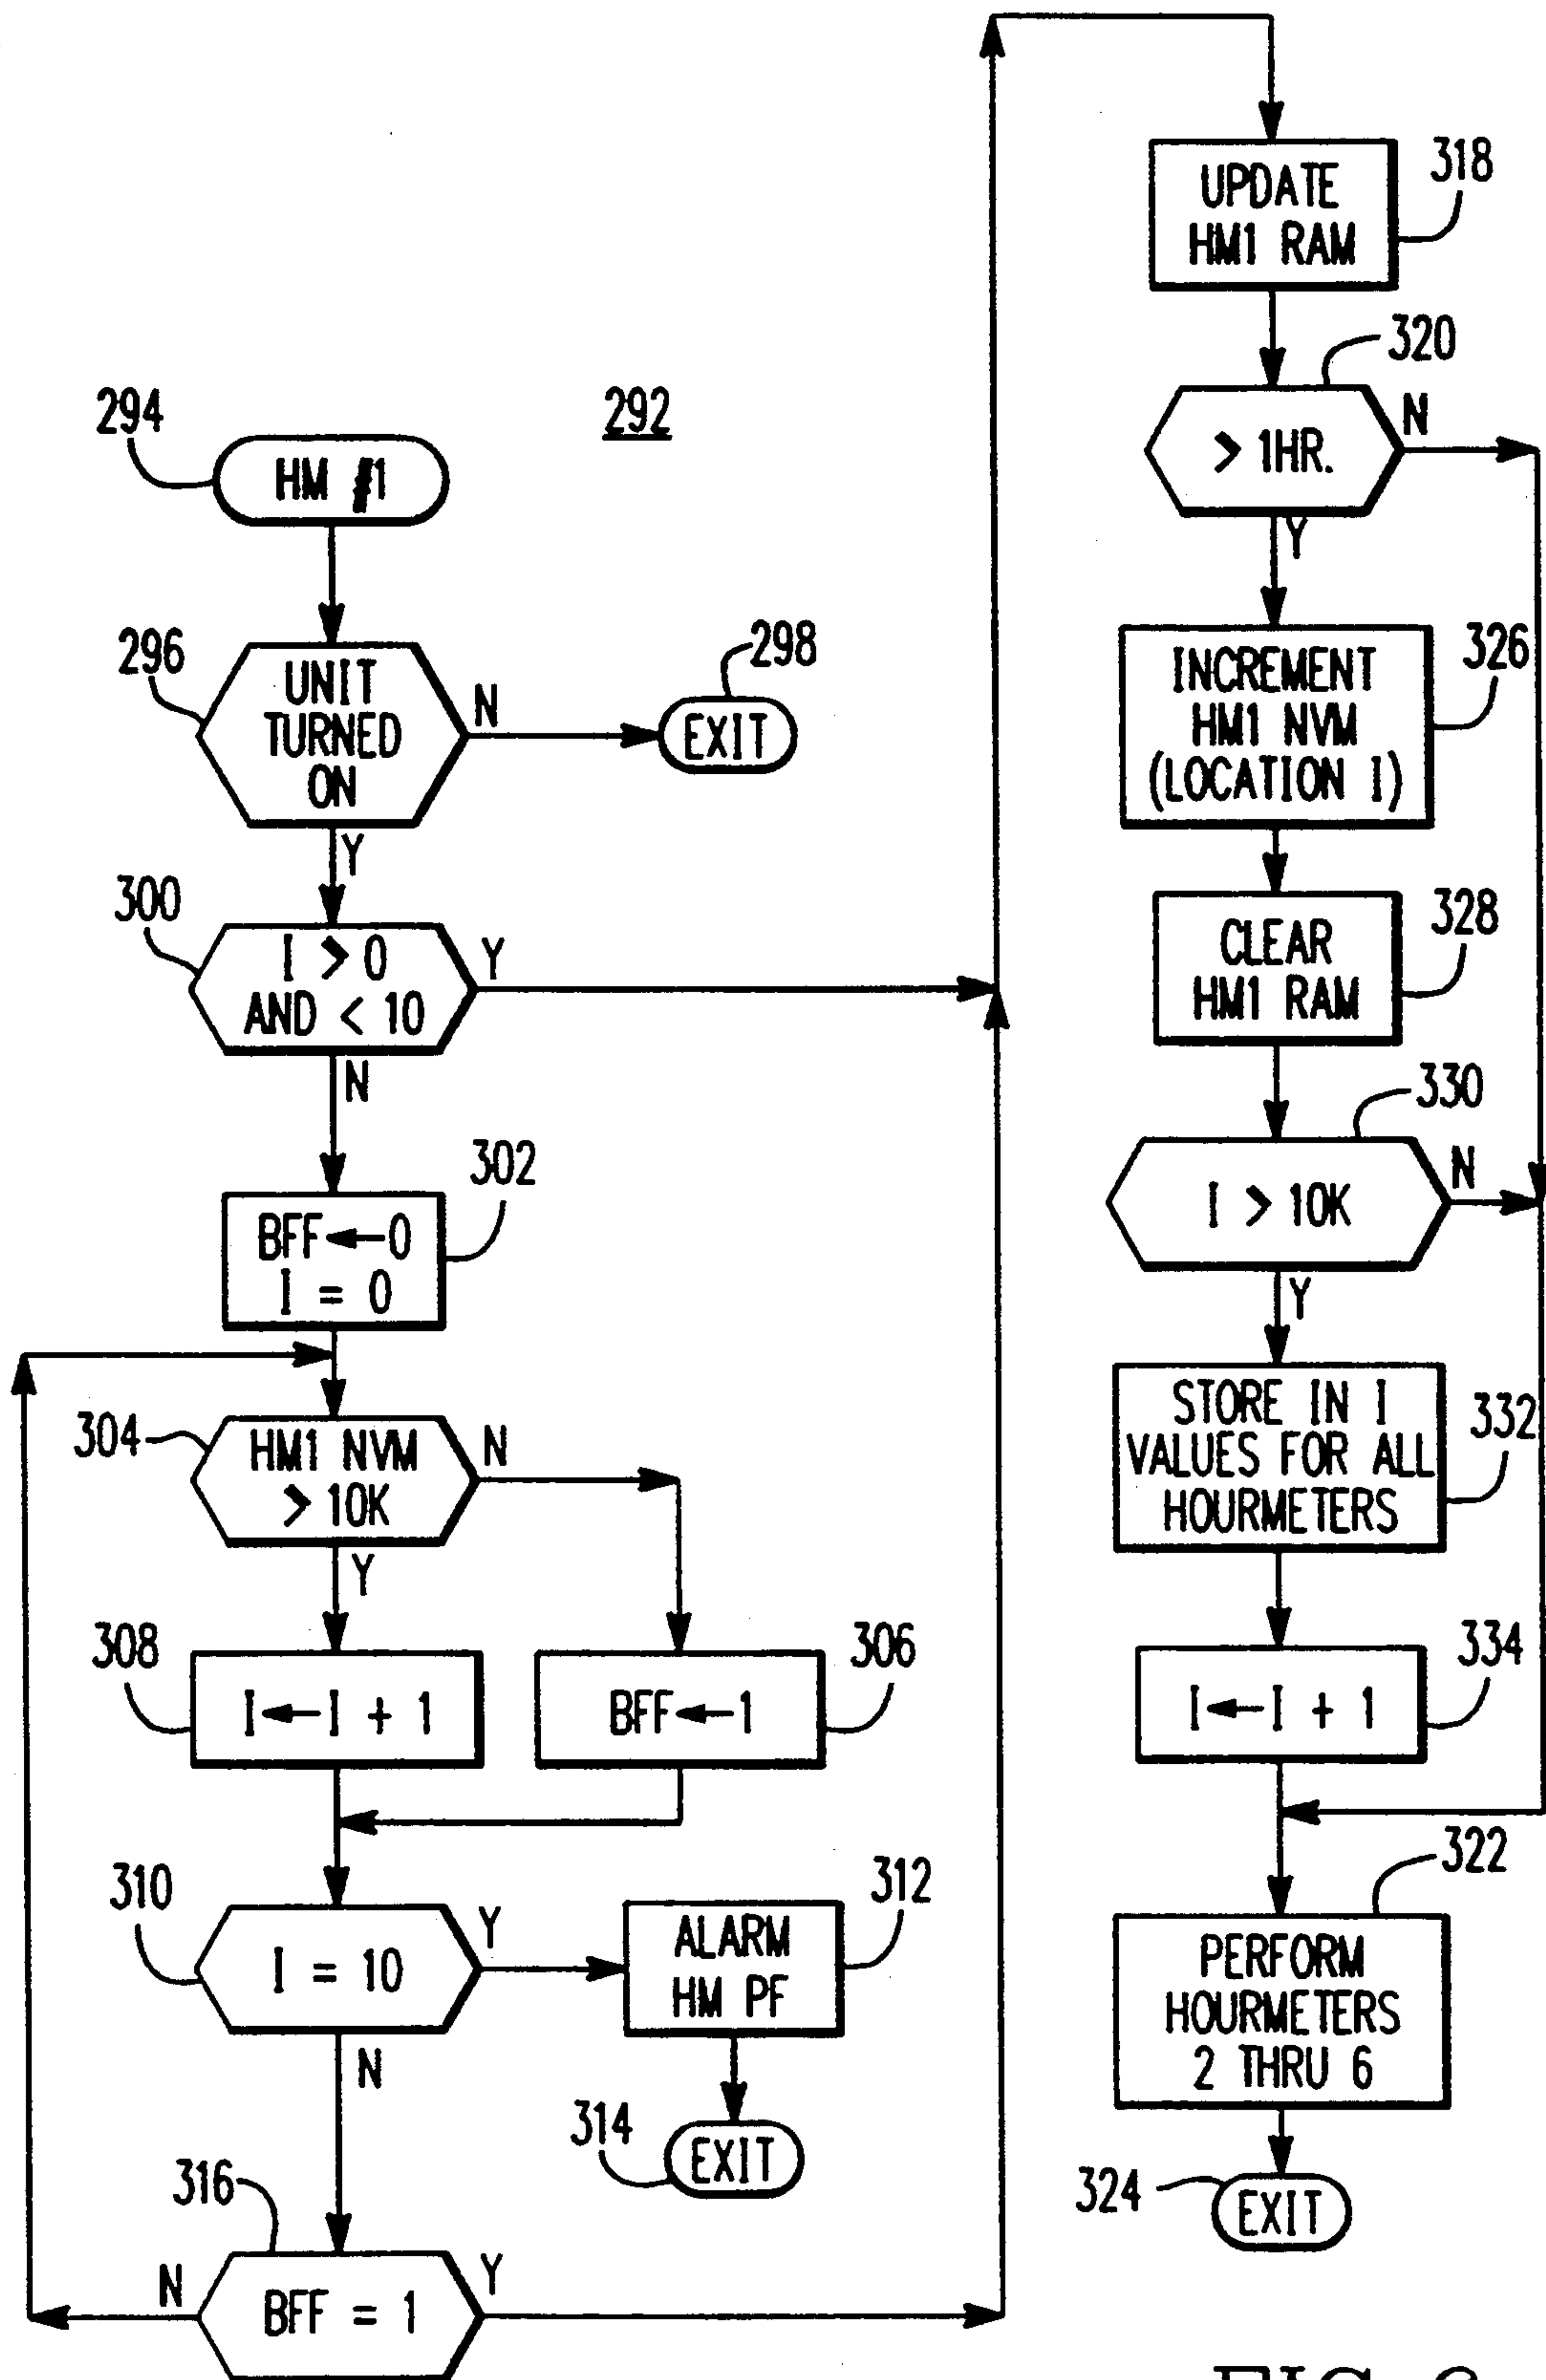 292
294
HM #1
296
UNIT
TURNED
ON
N
298
EXIT
Y
300
I > 0
AND < 10
Y
N
302
BFF←0
I = 0
304
HM1 NVM
> 10K
N
Y
308
I←I + 1
306
BFF←1
310
I = 10
Y
312
ALARM
HM PF
N
314
EXIT
316
N
BFF = 1
Y
318
UPDATE
HM1 RAM
320
> 1HR.
N
Y
326
INCREMENT
HM1 NVM
(LOCATION I)
328
CLEAR
HM1 RAM
330
I > 10K
N
Y
332
STORE IN I
VALUES FOR ALL
HOURMETERS
334
I←I + 1
322
PERFORM
HOURMETERS
2 THRU 6
324
EXIT